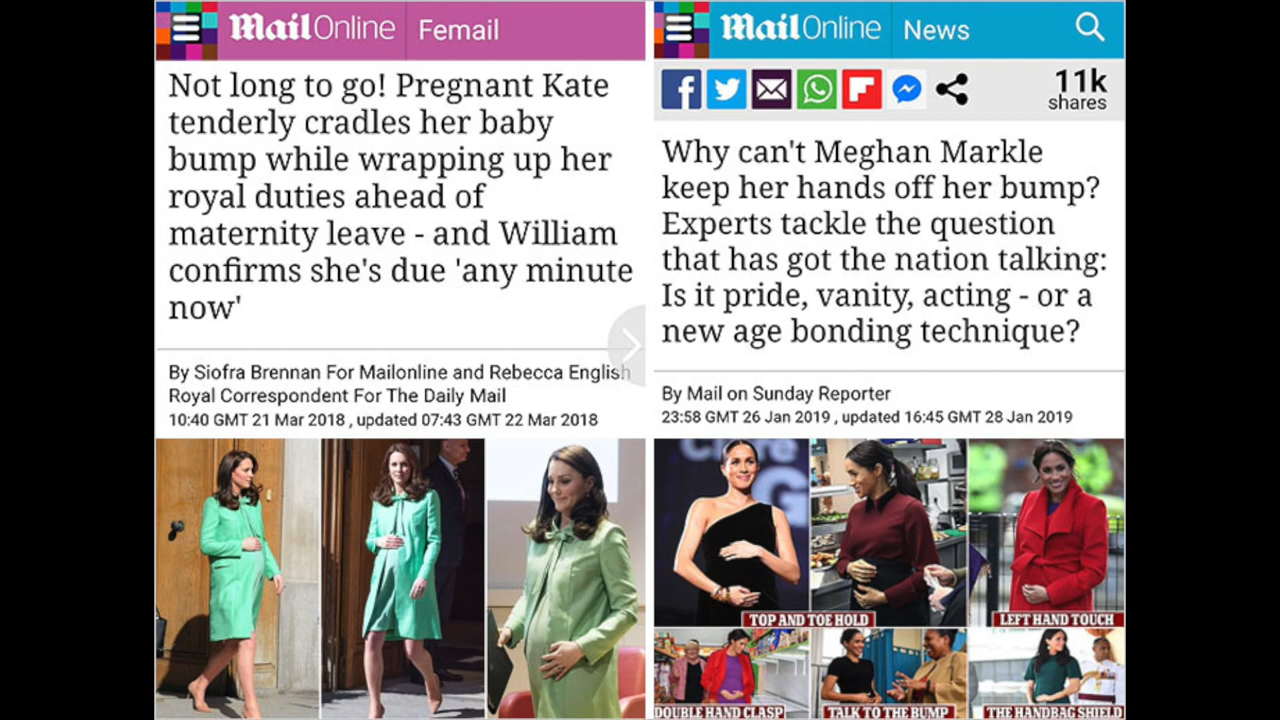 MailOnline Femail
Not long to go! Pregnant Kate
tenderly cradles her baby
bump while wrapping up her
royal duties ahead of
maternity leave - and William
confirms she's due 'any minute
now'
By Siofra Brennan For Mailonline and Rebecca English
Royal Correspondent For The Daily Mail
10:40 GMT 21 Mar 2018 , updated 07:43 GMT 22 Mar 2018
MailOnline News
11k
shares
Why can't Meghan Markle
keep her hands off her bump?
Experts tackle the question
that has got the nation talking:
Is it pride, vanity, acting - or a
new age bonding technique?
By Mail on Sunday Reporter
23:58 GMT 26 Jan 2019 , updated 16:45 GMT 28 Jan 2019
G
TOP AND TOE HOLD
LEFT HAND TOUCH
DOUBLE HAND CLASP
TALK TO THE BUMP
THE HANDBAG SHIELD